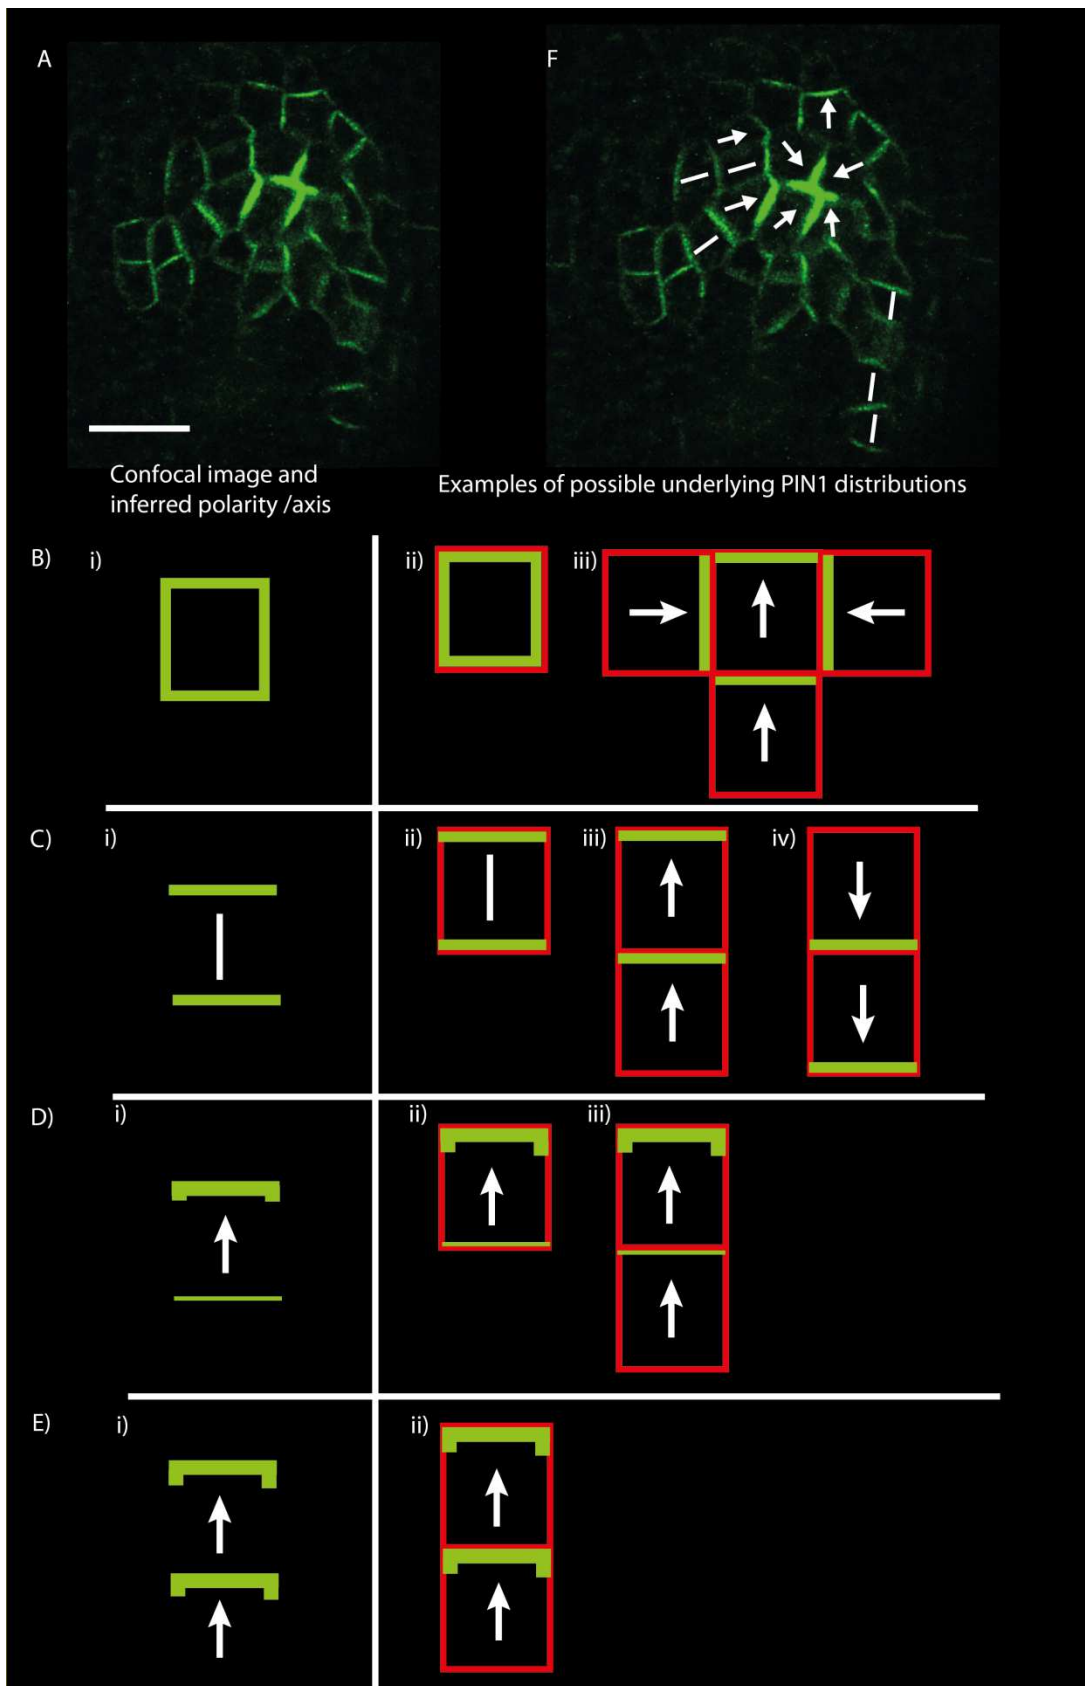 A
F
Confocal image and
inferred polarity /axis
Examples of possible underlying PIN1 distributions
B)
i)
ii)
iii)
C)
i)
ii)
iii)
iv)
D)
i)
ii)
iii)
E)
i)
ii)